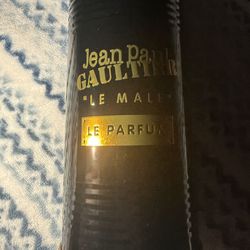 Jean Paul
GAULTIER
"LE MALE"
LE PARFUM